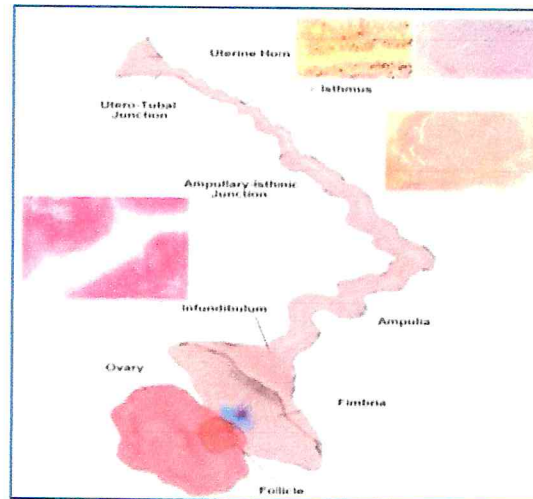 Uterine Horn
Isthmus
Utero-Tubal
Junction
Ampullary-Isthmic
Junction
Infundibulum
Ampulla
Ovary
Fimbria
Follicle